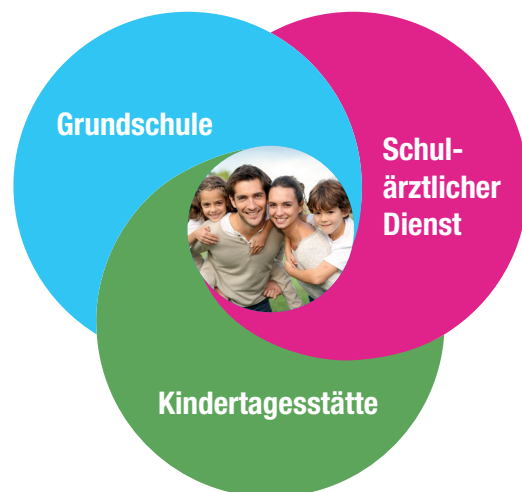 Grundschule
Schul-
ärztlicher
Dienst
Kindertagesstätte